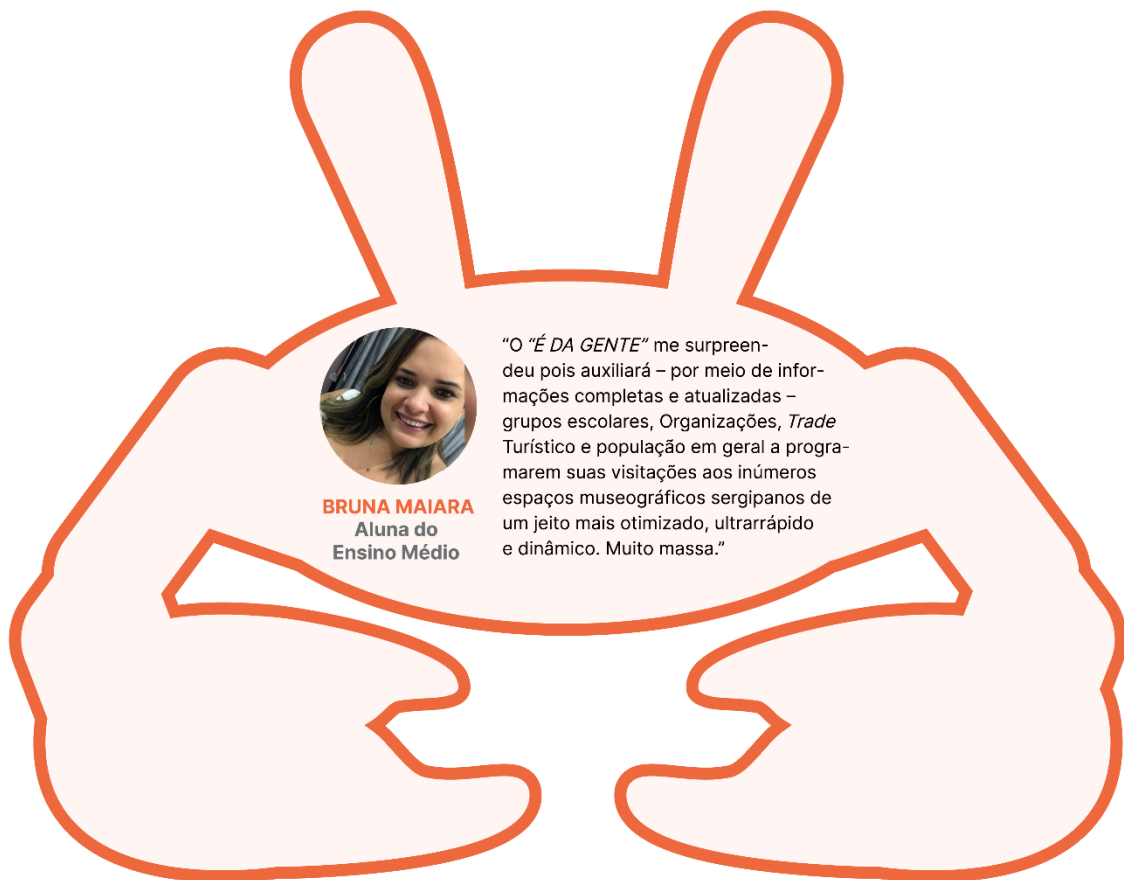 BRUNA MAIARA
Aluna do
Ensino Médio
“O “É DA GENTE” me surpreen-
deu pois auxiliará – por meio de infor-
mações completas e atualizadas –
grupos escolares, Organizações, Trade
Turístico e população em geral a progra-
marem suas visitações aos inúmeros
espaços museográficos sergipanos de
um jeito mais otimizado, ultrarrápido
e dinâmico. Muito massa.”